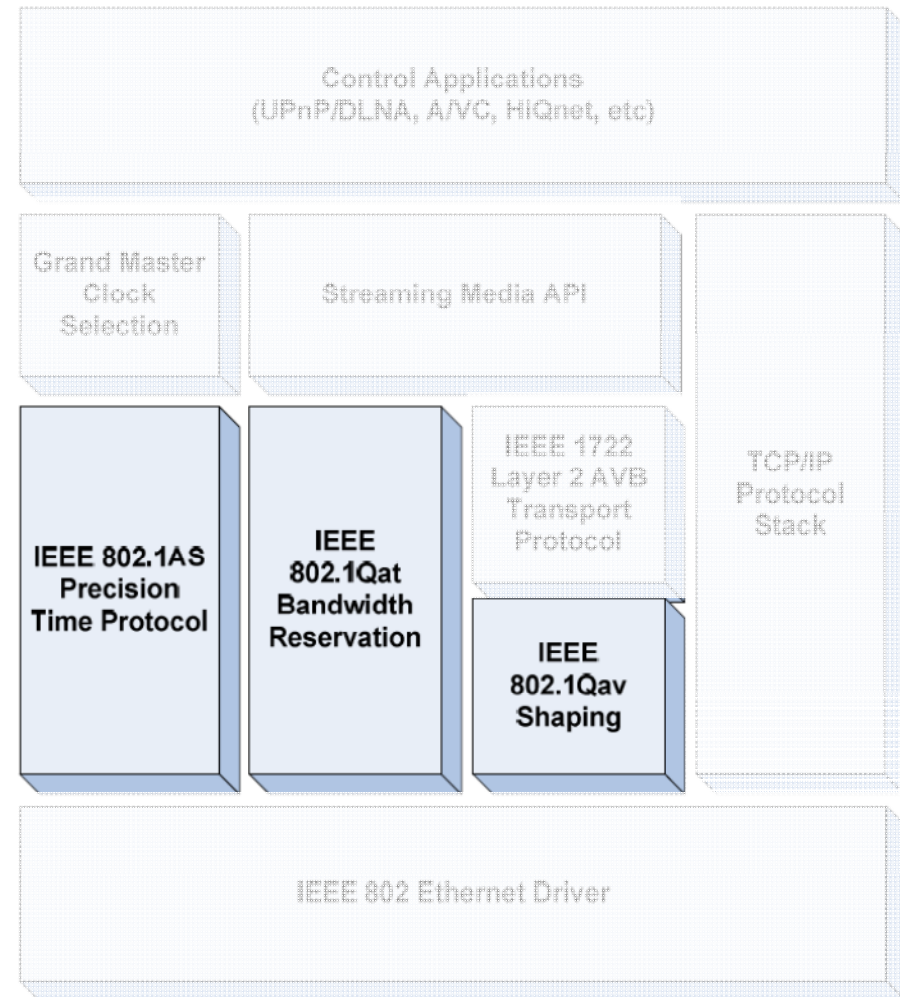 Control Applications
(UPnP/DLNA, A/VC, HiQnet, etc)
Grand Master
Clock
Selection
Streaming Media API
IEEE 802.1AS
Precision
Time Protocol
IEEE
802.1Qat
Bandwidth
Reservation
IEEE 1722
Layer 2 AVB
Transport
Protocol
IEEE
802.1Qav
Shaping
TCP/IP
Protocol
Stack
IEEE 802 Ethernet Driver